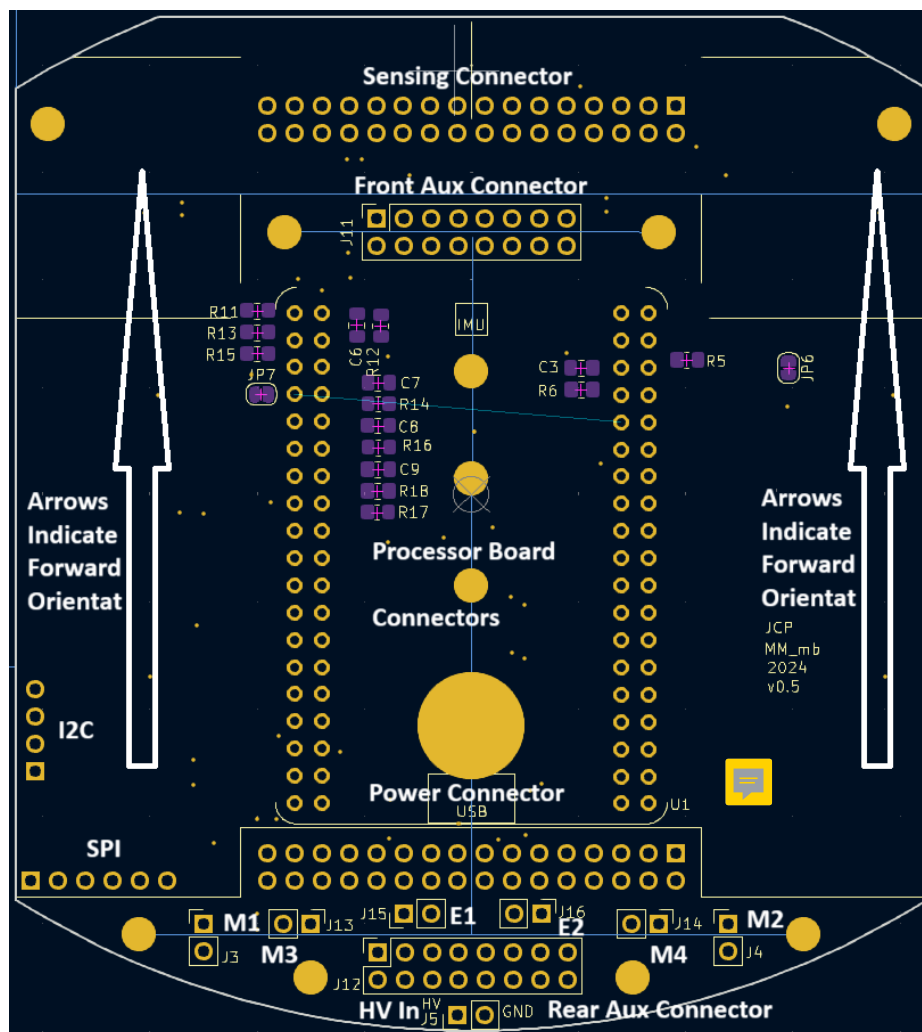 Sensing Connector
Front Aux Connector
J11
R11
R13
R15
JP7
IMU
C6
R12
C7
R14
C8
R16
C9
R18
R17
C3
R6
R5
JP6
Arrows
Indicate
Forward
Orientat
Processor Board
Connectors
Arrows
Indicate
Forward
Orientat
JCP
MM_mb
2024
v0.5
I2C
Power Connector
USB
U1
SPI
M1
J3
M3
J13
J15
E1
J16
E2
J14
M4
M2
J4
J12
HV In
HV
J5
GND
Rear Aux Connector